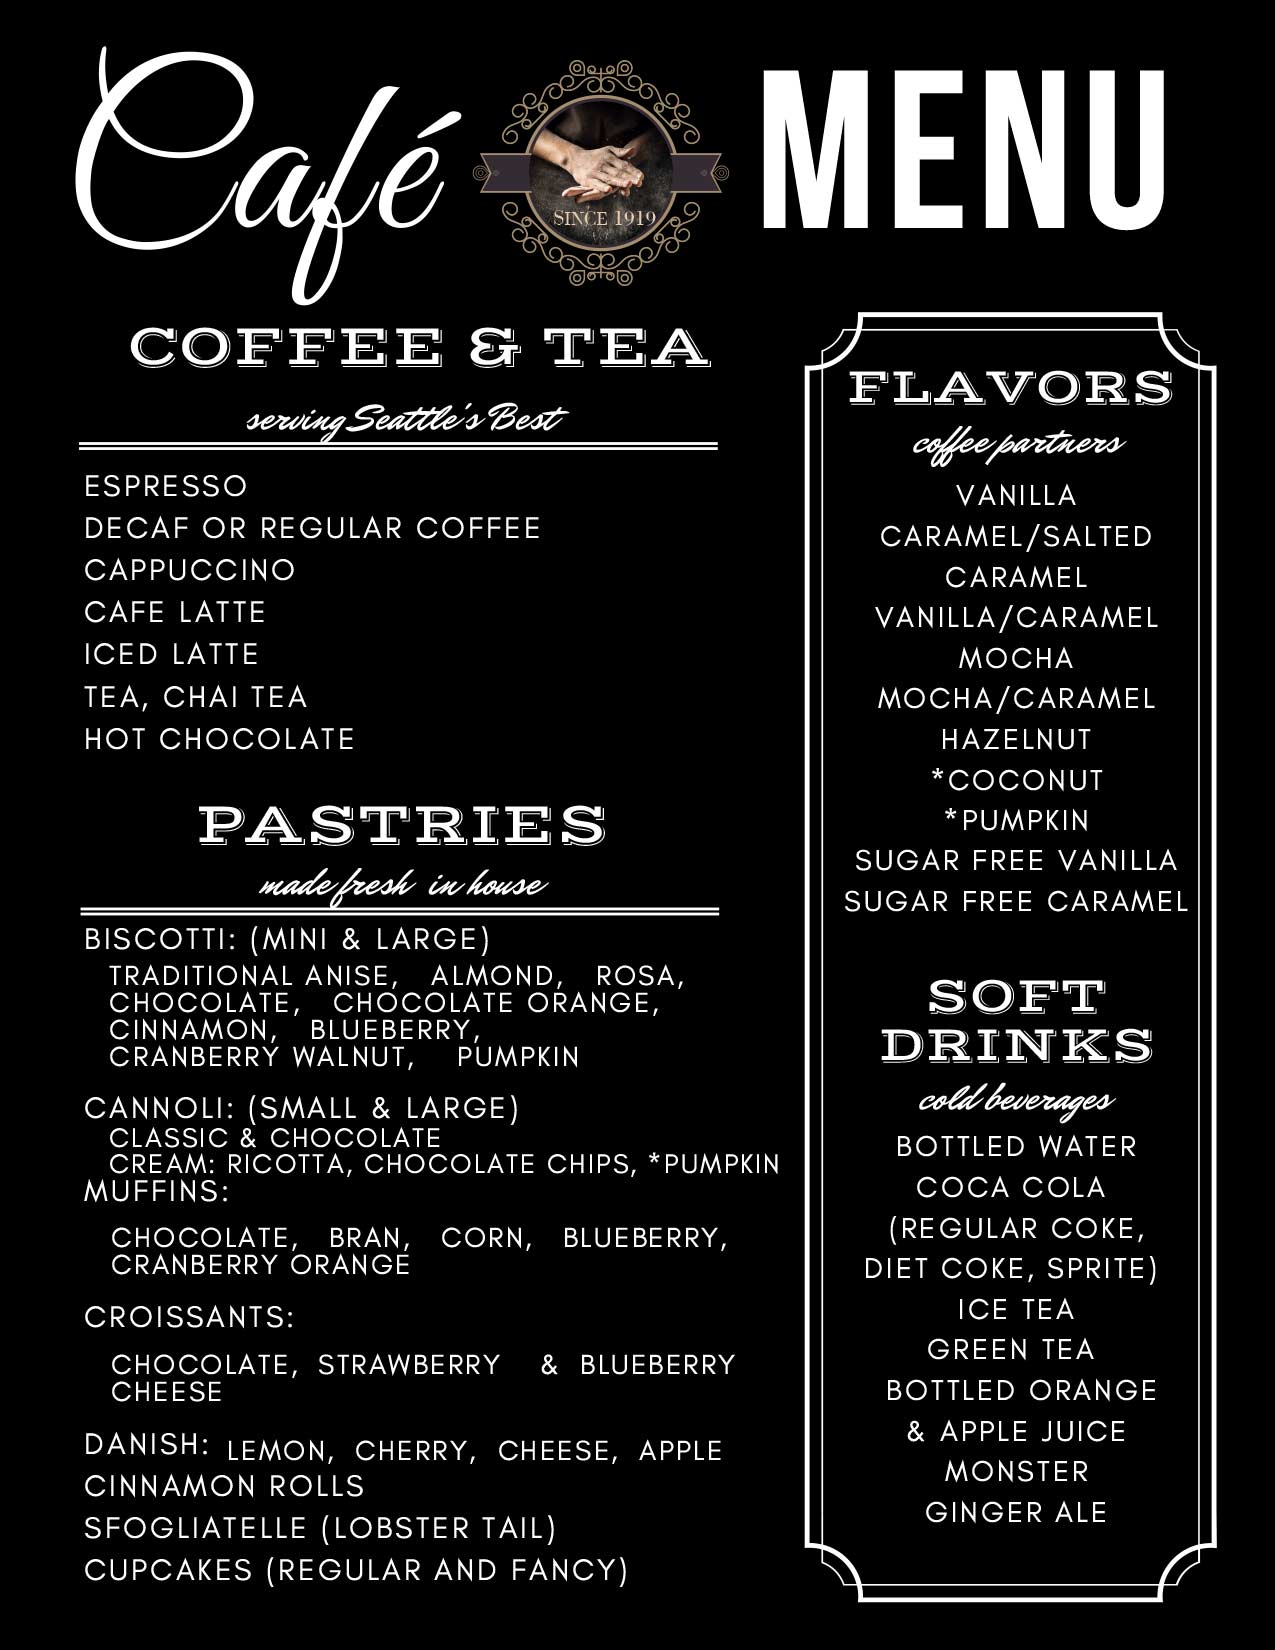 Café MENU
SINCE 1919
COFFEE & TEA
serving Seattle's Best
ESPRESSO
DECAF OR REGULAR COFFEE
CAPPUCCINO
CAFE LATTE
ICED LATTE
TEA, CHAI TEA
HOT CHOCOLATE
PASTRIES
made fresh in house
BISCOTTI: (MINI & LARGE)
TRADITIONAL ANISE, ALMOND, ROSA,
CHOCOLATE, CHOCOLATE ORANGE,
CINNAMON, BLUEBERRY,
CRANBERRY WALNUT, PUMPKIN
CANNOLI: (SMALL & LARGE)
CLASSIC & CHOCOLATE
CREAM: RICOTTA, CHOCOLATE CHIPS, *PUMPKIN
MUFFINS:
CHOCOLATE, BRAN, CORN, BLUEBERRY,
CRANBERRY ORANGE
CROISSANTS:
CHOCOLATE, STRAWBERRY & BLUEBERRY
CHEESE
DANISH: LEMON, CHERRY, CHEESE, APPLE
CINNAMON ROLLS
SFOGLIATELLE (LOBSTER TAIL)
CUPCAKES (REGULAR AND FANCY)
FLAVORS
coffee partners
VANILLA
CARAMEL/SALTED
CARAMEL
VANILLA/CARAMEL
MOCHA
MOCHA/CARAMEL
HAZELNUT
*COCONUT
*PUMPKIN
SUGAR FREE VANILLA
SUGAR FREE CARAMEL
SOFT
DRINKS
cold beverages
BOTTLED WATER
COCA COLA
(REGULAR COKE,
DIET COKE, SPRITE)
ICE TEA
GREEN TEA
BOTTLED ORANGE
& APPLE JUICE
MONSTER
GINGER ALE